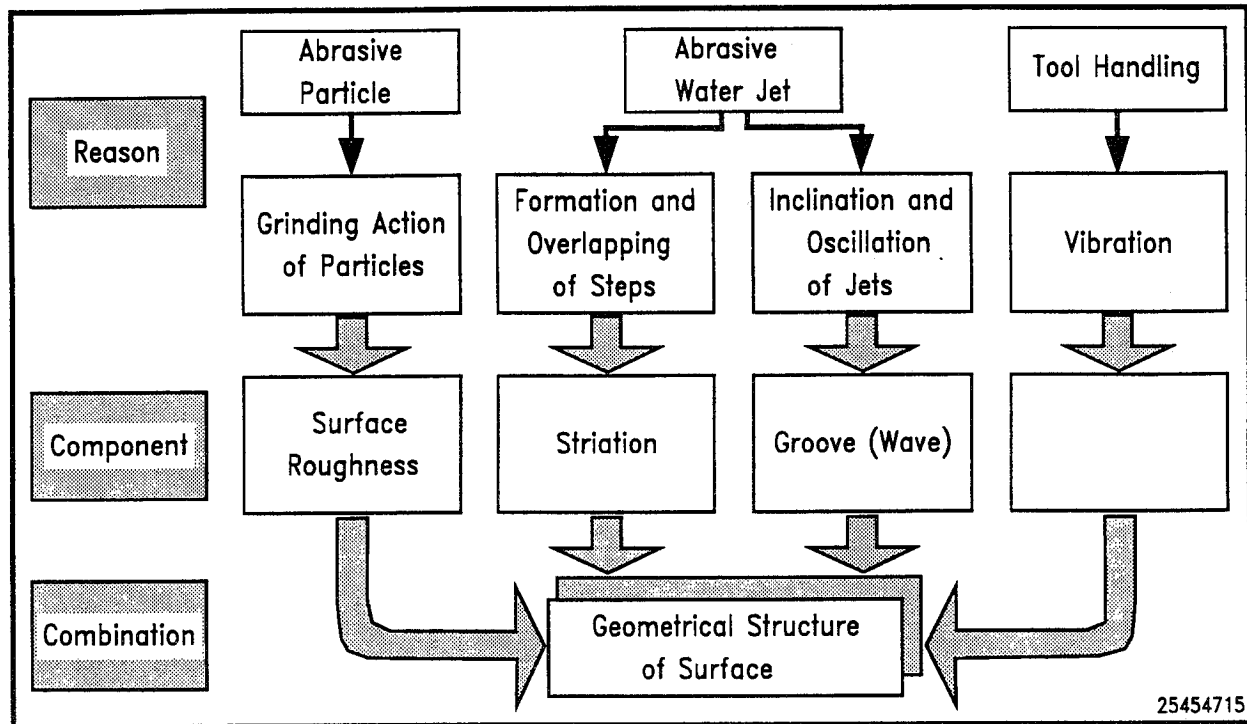 Abrasive
Particle
Abrasive
Water Jet
Tool Handling
Reason
Grinding Action
of Particles
Formation and
Overlapping
of Steps
Inclination and
Oscillation
of Jets
Vibration
Component
Surface
Roughness
Striation
Groove (Wave)
Combination
Geometrical Structure
of Surface
25454715